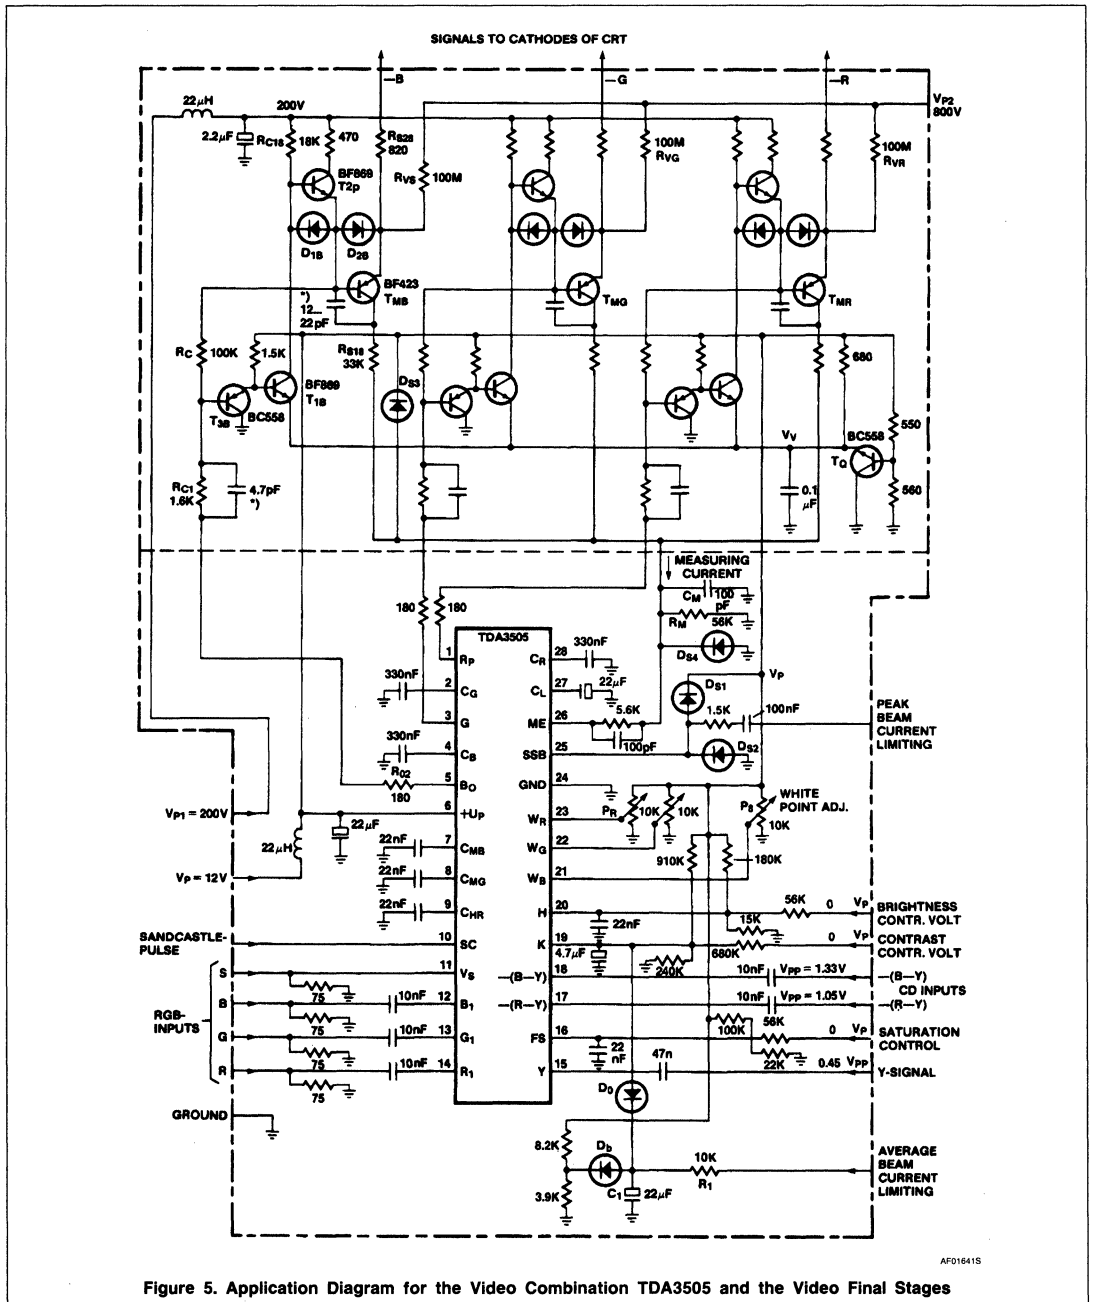 SIGNALS TO CATHODES OF CRT
—B
—G
—R
VP2
800V
22μH
200V
2.2μF
RC1B
18K
470
RS2B
820
RVS
100M
100M
RVG
100M
RVR
BF869
T2p
D1B
D2B
BF423
TMB
TMG
TMR
*)
12...
22pF
RC
100K
1.5K
RS1B
33K
DS3
680
BF869
T1B
BC558
T3B
VV
BC558
TQ
550
560
0.1
μF
RC1
1.6K
4.7pF
*)
MEASURING
CURRENT
CM
100
pF
RM
56K
DS4
180
180
TDA3505
1 RP
2 CG
3 G
4 CB
5 BO
6 +UP
7 CMB
8 CMG
9 CHR
10 SC
11 VS
12 B1
13 G1
14 R1
CR 28
CL 27
ME 26
SSB 25
GND 24
WR 23
WG 22
WB 21
H 20
K 19
—(B—Y) 18
—(R—Y) 17
FS 16
Y 15
330nF
330nF
330nF
22μF
5.6K
100pF
VP
DS1
1.5K
100nF
DS2
PEAK
BEAM
CURRENT
LIMITING
RO2
180
VP1 = 200V
22μF
22μH
VP = 12V
22nF
22nF
22nF
PR
10K
10K
P8
10K
WHITE
POINT ADJ.
910K
180K
56K
0 VP
BRIGHTNESS
CONTR. VOLT
22nF
15K
0 VP
CONTRAST
CONTR. VOLT
4.7μF
680K
240K
10nF VPP = 1.33V
—(B—Y)
CD INPUTS
10nF VPP = 1.05V
—(R—Y)
100K
56K
0 VP
SATURATION
CONTROL
22
nF
22K
47n
0.45 VPP
Y-SIGNAL
SANDCASTLE-
PULSE
RGB-
INPUTS
S
B
G
R
75
75
75
75
10nF
10nF
10nF
GROUND
D0
8.2K
Db
10K
R1
3.9K
C1
22μF
AVERAGE
BEAM
CURRENT
LIMITING
AF01641S
Figure 5. Application Diagram for the Video Combination TDA3505 and the Video Final Stages